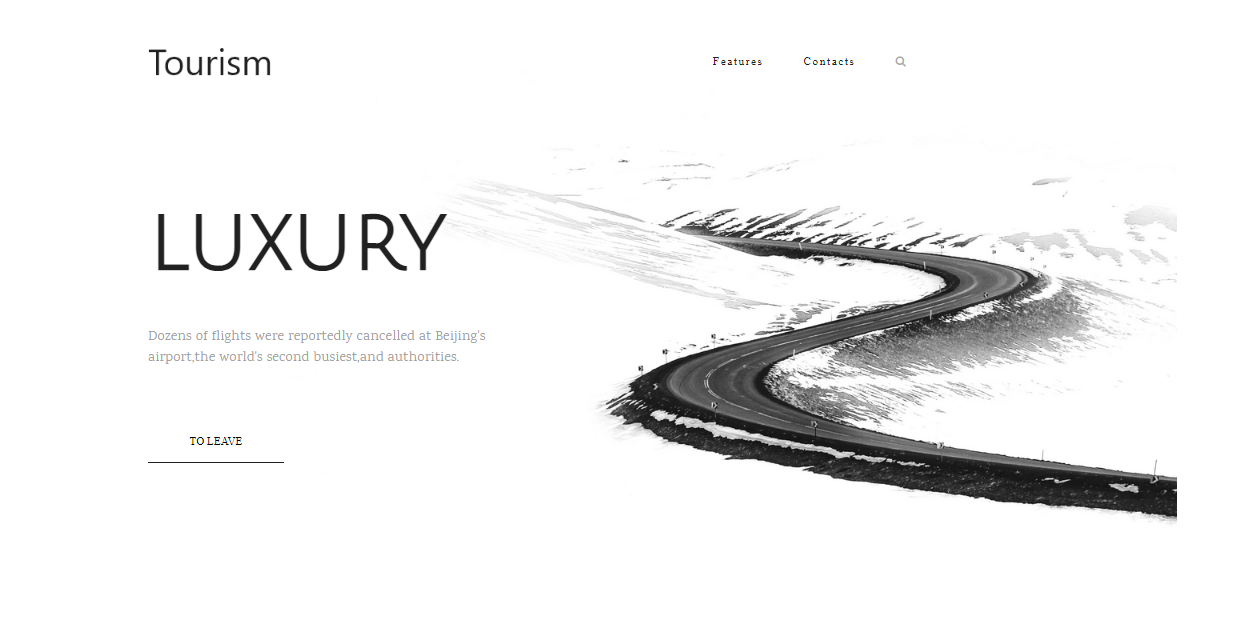 Tourism
Features
Contacts
LUXURY
Dozens of flights were reportedly cancelled at Beijing's
airport,the world's second busiest,and authorities.
TO LEAVE